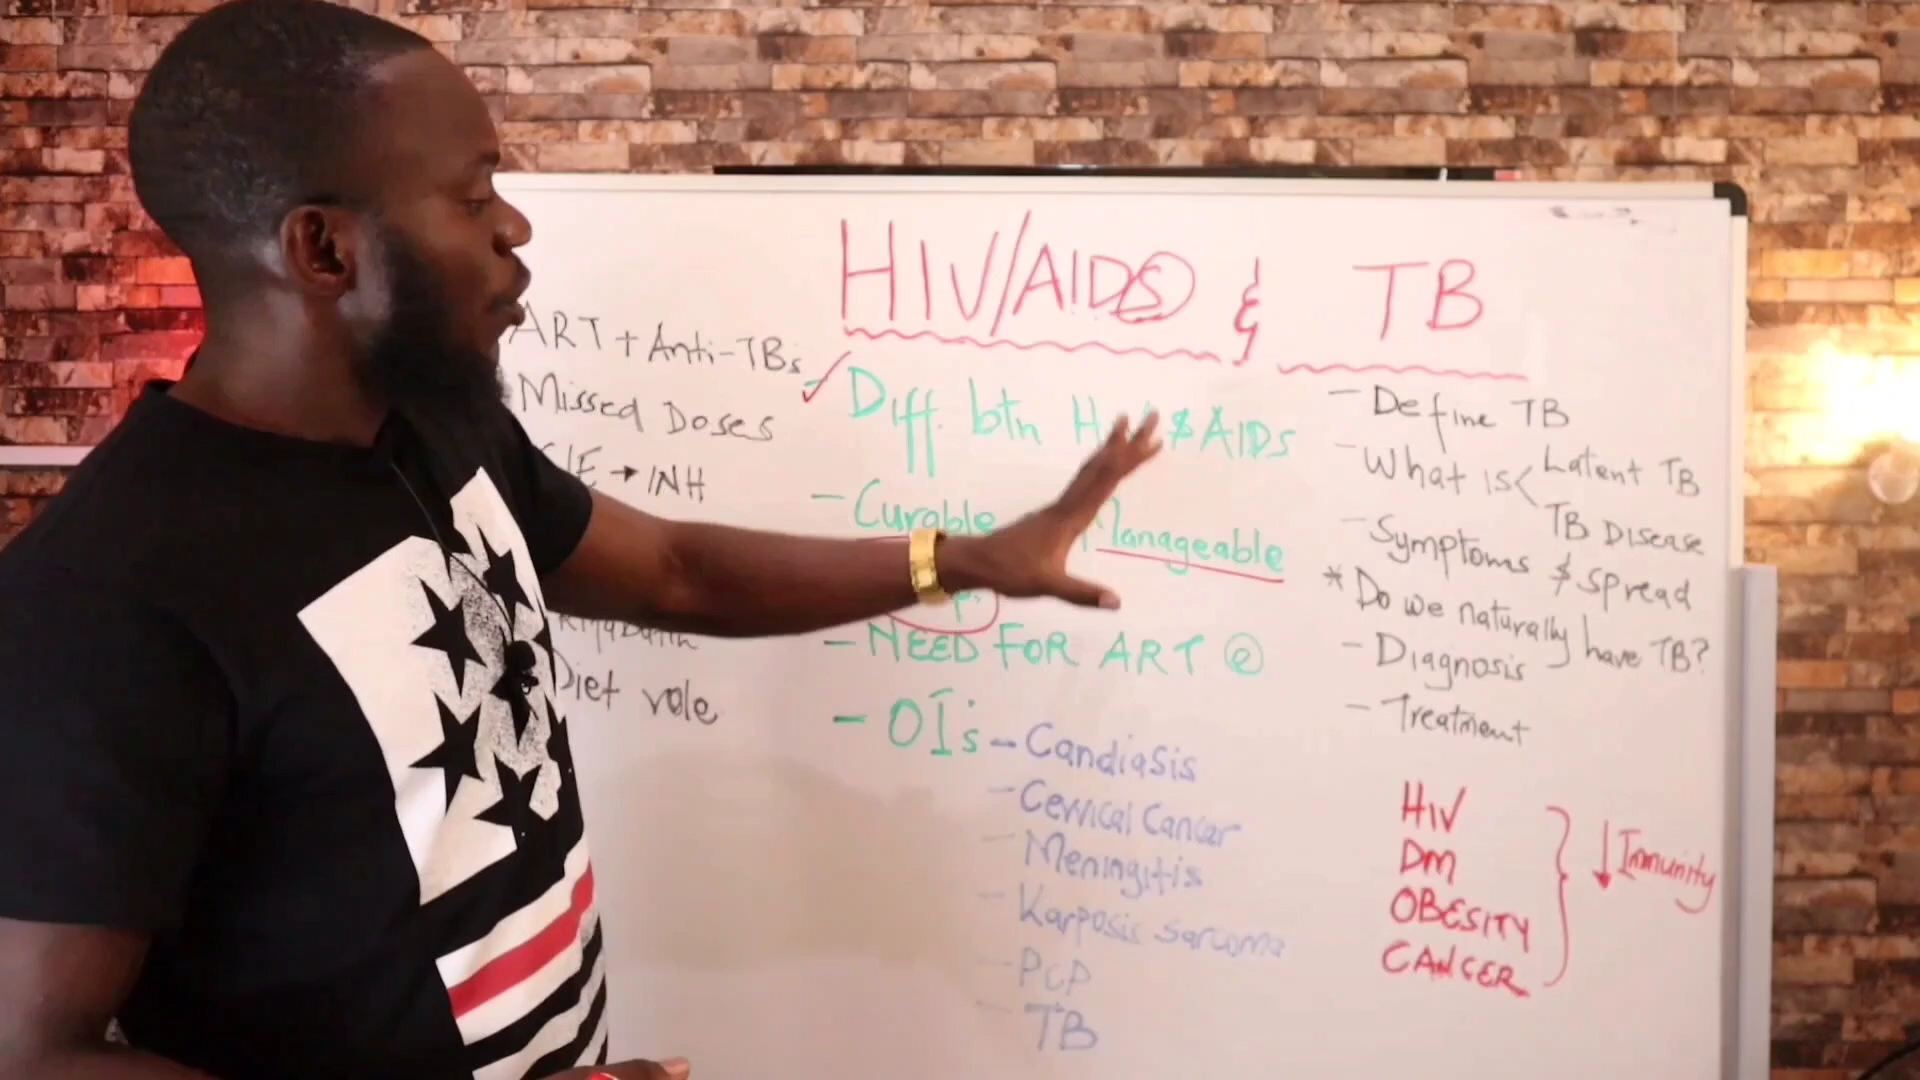 HIV/AIDS & TB
ART + Anti-TBs
Missed Doses
→ INH
Diet role
Diff. btn & AIDS
- Curable
Manageable
- NEED FOR ART
- OIs - Candiasis
- Cervical Cancer
- Meningitis
- Karposis sarcoma
- PCP
- TB
- Define TB
- What is < Latent TB
TB Disease
- Symptoms & spread
* Do we naturally have TB?
- Diagnosis
- Treatment
HIV
DM
OBESITY
CANCER
↓ Immunity